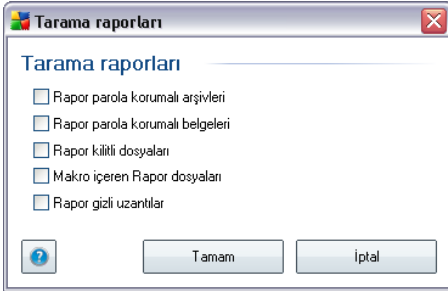 Tarama raporları
Tarama raporları
Rapor parola korumalı arşivleri
Rapor parola korumalı belgeleri
Rapor kilitli dosyaları
Makro içeren Rapor dosyaları
Rapor gizli uzantılar
? Tamam İptal